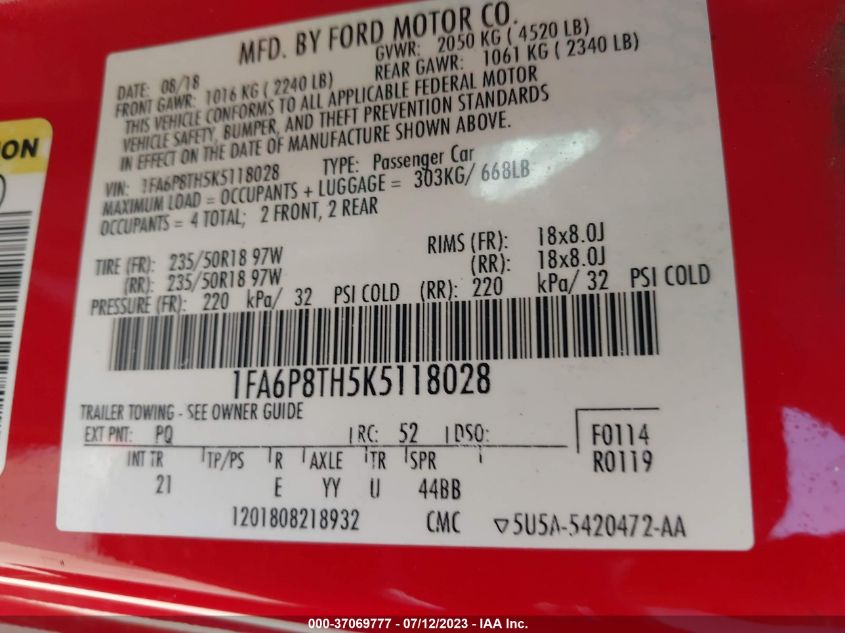 MFD. BY FORD MOTOR CO.
DATE: 08/18 GVWR: 2050 KG ( 4520 LB)
FRONT GAWR: 1016 KG ( 2240 LB) REAR GAWR: 1061 KG ( 2340 LB)
THIS VEHICLE CONFORMS TO ALL APPLICABLE FEDERAL MOTOR
VEHICLE SAFETY, BUMPER, AND THEFT PREVENTION STANDARDS
IN EFFECT ON THE DATE OF MANUFACTURE SHOWN ABOVE.
VIN: 1FA6P8TH5K5118028 TYPE: Passenger Car
MAXIMUM LOAD = OCCUPANTS + LUGGAGE = 303KG/ 668LB
OCCUPANTS = 4 TOTAL; 2 FRONT, 2 REAR
TIRE (FR): 235/50R18 97W RIMS (FR): 18x8.0J
(RR): 235/50R18 97W (RR): 18x8.0J
PRESSURE (FR): 220 kPa/ 32 PSI COLD (RR): 220 kPa/ 32 PSI COLD
1FA6P8TH5K5118028
TRAILER TOWING - SEE OWNER GUIDE
EXT PNT: PQ RC: 52 DSO: F0114
INT TR TP/PS R AXLE TR SPR R0119
21 E YY U 44BB
1201808218932 CMC ▽5U5A-5420472-AA
ION
000-37069777 - 07/12/2023 - IAA Inc.